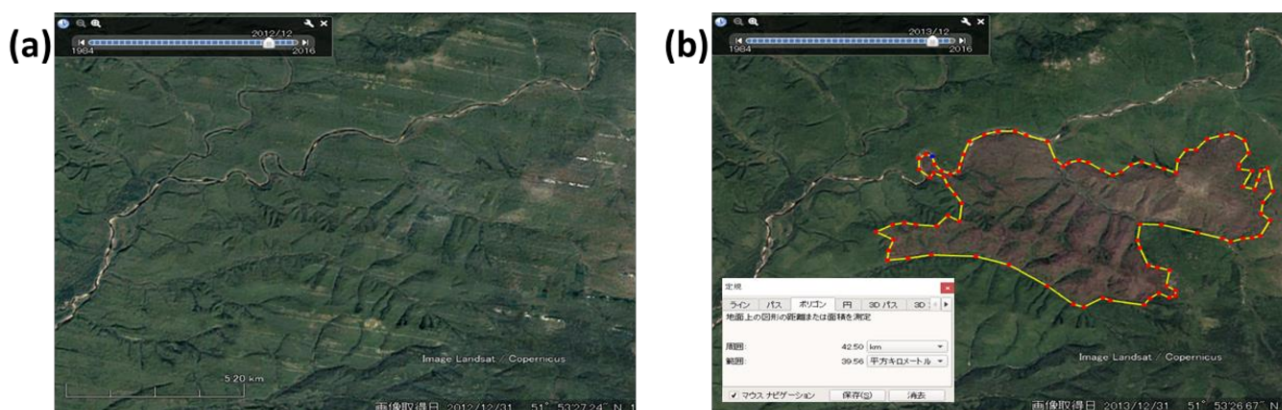 (a)
2012/12
1984
2016
Image Landsat / Copernicus
5.20 km
画像取得日 2012/12/31 51° 53'27.24" N 1
(b)
2013/12
1984
2016
定規
ライン パス ポリゴン 円 3D パス 3D
地面上の図形の距離または面積を測定
周囲: 42.50 km
範囲: 39.56 平方キロメートル
マウス ナビゲーション 保存(S) 消去
Image Landsat / Copernicus
画像取得日 2013/12/31 51° 53'26.67" N